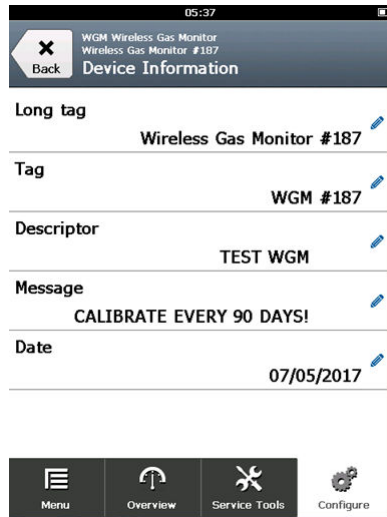 05:37
WGM Wireless Gas Monitor
Wireless Gas Monitor #187
Back
Device Information
Long tag
Wireless Gas Monitor #187
Tag
WGM #187
Descriptor
TEST WGM
Message
CALIBRATE EVERY 90 DAYS!
Date
07/05/2017
Menu
Overview
Service Tools
Configure